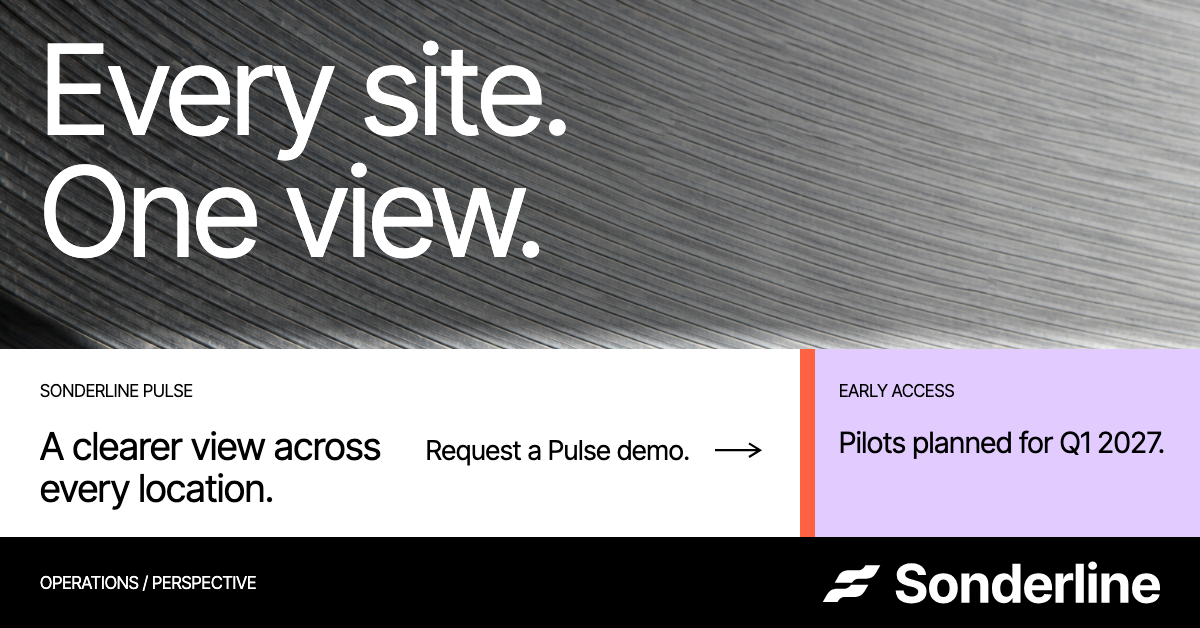 Every site.
One view.
SONDERLINE PULSE
A clearer view across
every location.
Request a Pulse demo.
EARLY ACCESS
Pilots planned for Q1 2027.
OPERATIONS / PERSPECTIVE
Sonderline